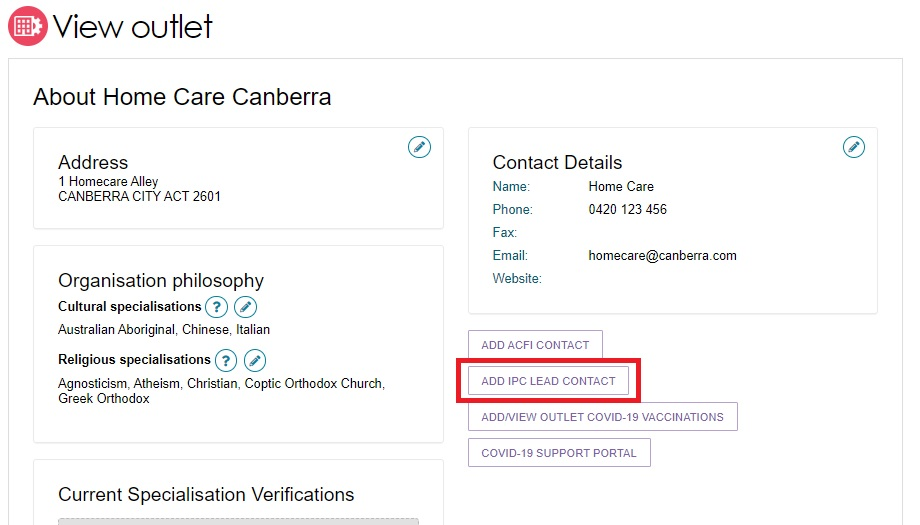 View outlet
About Home Care Canberra
Address
1 Homecare Alley
CANBERRA CITY ACT 2601
Organisation philosophy
Cultural specialisations ?
Australian Aboriginal, Chinese, Italian
Religious specialisations ?
Agnosticism, Atheism, Christian, Coptic Orthodox Church,
Greek Orthodox
Current Specialisation Verifications
Contact Details
Name: Home Care
Phone: 0420 123 456
Fax:
Email: homecare@canberra.com
Website:
ADD ACFI CONTACT
ADD IPC LEAD CONTACT
ADD/VIEW OUTLET COVID-19 VACCINATIONS
COVID-19 SUPPORT PORTAL